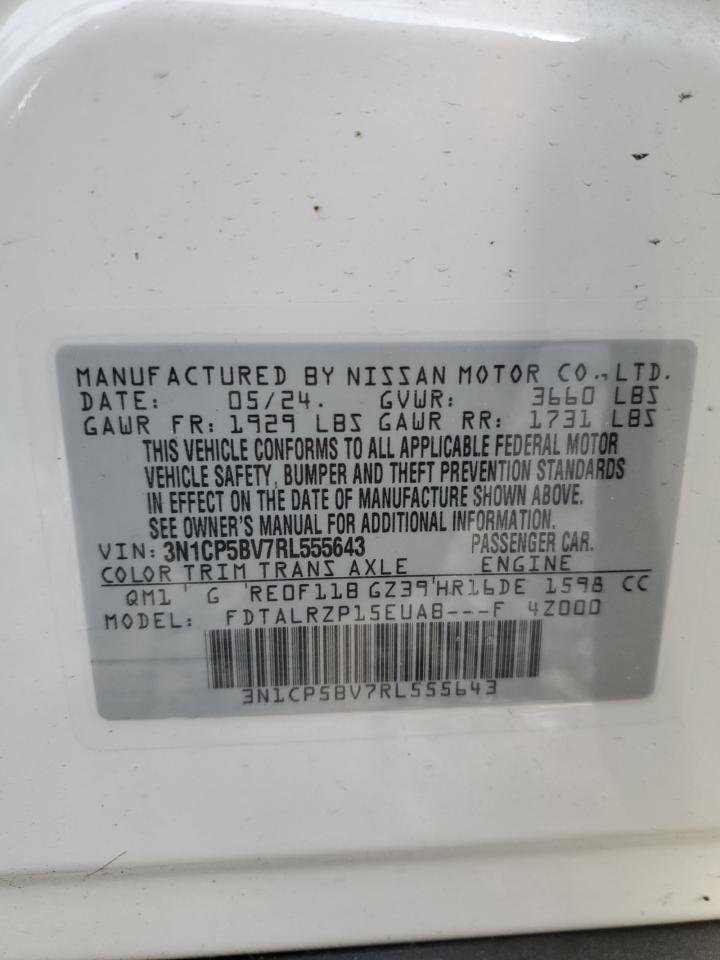 MANUFACTURED BY NISSAN MOTOR CO.,LTD.
DATE: 05/24. GVWR: 3660 LBS
GAWR FR: 1929 LBS GAWR RR: 1731 LBS
THIS VEHICLE CONFORMS TO ALL APPLICABLE FEDERAL MOTOR
VEHICLE SAFETY, BUMPER AND THEFT PREVENTION STANDARDS
IN EFFECT ON THE DATE OF MANUFACTURE SHOWN ABOVE.
SEE OWNER'S MANUAL FOR ADDITIONAL INFORMATION.
VIN: 3N1CP5BV7RL555643 PASSENGER CAR.
COLOR TRIM TRANS AXLE ENGINE
QM1 G RE0F11B GZ39 HR16DE 1598 CC
MODEL: FDTALRZP15EUAB---F 4Z000
3N1CP5BV7RL555643